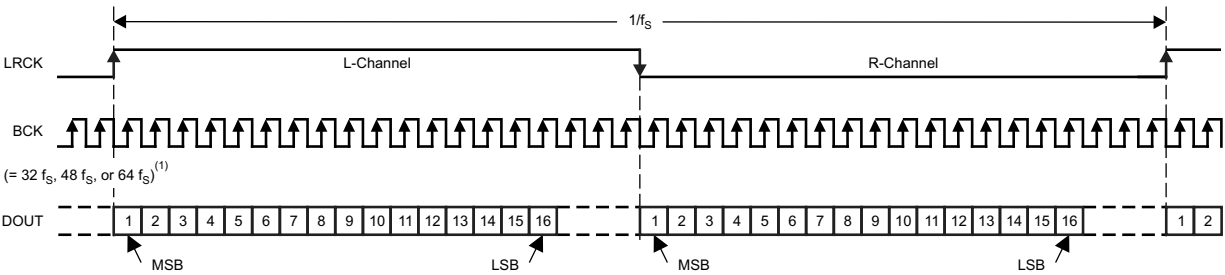 1/fS
LRCK
L-Channel
R-Channel
BCK
(= 32 fS, 48 fS, or 64 fS)(1)
DOUT
1 2 3 4 5 6 7 8 9 10 11 12 13 14 15 16
1 2 3 4 5 6 7 8 9 10 11 12 13 14 15 16
1 2
MSB
LSB
MSB
LSB